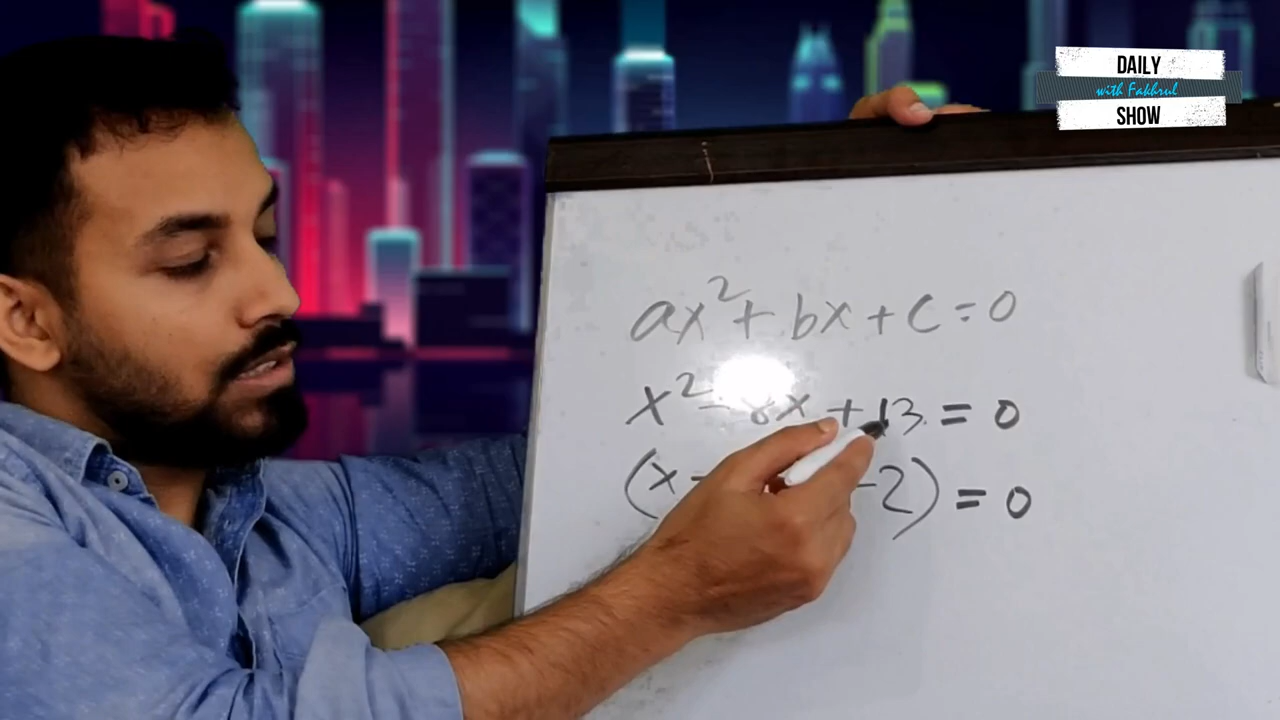 DAILY
with Fakhrul
SHOW
ax² + bx + c = 0
x² - 8x + 13 = 0
(x - -2) = 0